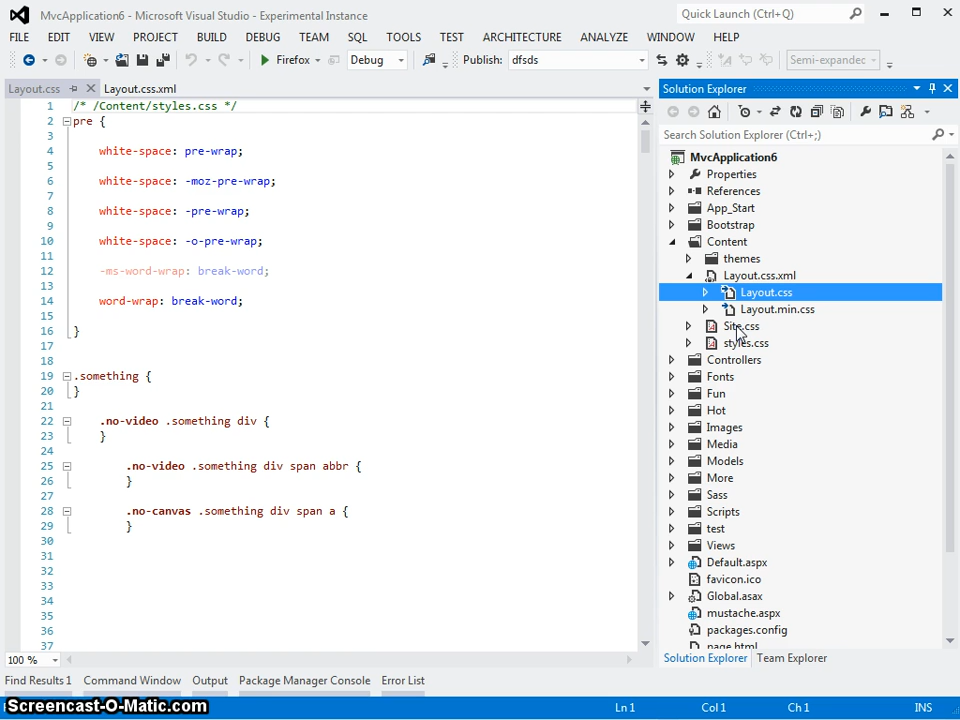 MvcApplication6 - Microsoft Visual Studio - Experimental Instance
Quick Launch (Ctrl+Q)
FILE EDIT VIEW PROJECT BUILD DEBUG TEAM SQL TOOLS TEST ARCHITECTURE ANALYZE WINDOW HELP
Firefox Debug Publish: dfsds Semi-expandec
Layout.css Layout.css.xml
1 /* /Content/styles.css */
2 pre {
3
4 white-space: pre-wrap;
5
6 white-space: -moz-pre-wrap;
7
8 white-space: -pre-wrap;
9
10 white-space: -o-pre-wrap;
11
12 -ms-word-wrap: break-word;
13
14 word-wrap: break-word;
15
16 }
17
18
19 .something {
20 }
21
22 .no-video .something div {
23 }
24
25 .no-video .something div span abbr {
26 }
27
28 .no-canvas .something div span a {
29 }
30
31
32
33
34
35
36
37
100 %
Solution Explorer
Search Solution Explorer (Ctrl+;)
MvcApplication6
Properties
References
App_Start
Bootstrap
Content
themes
Layout.css.xml
Layout.css
Layout.min.css
Site.css
styles.css
Controllers
Fonts
Fun
Hot
Images
Media
Models
More
Sass
Scripts
test
Views
Default.aspx
favicon.ico
Global.asax
mustache.aspx
packages.config
page.html
Solution Explorer Team Explorer
Find Results 1 Command Window Output Package Manager Console Error List
Screencast-O-Matic.com
Ln 1 Col 1 Ch 1 INS